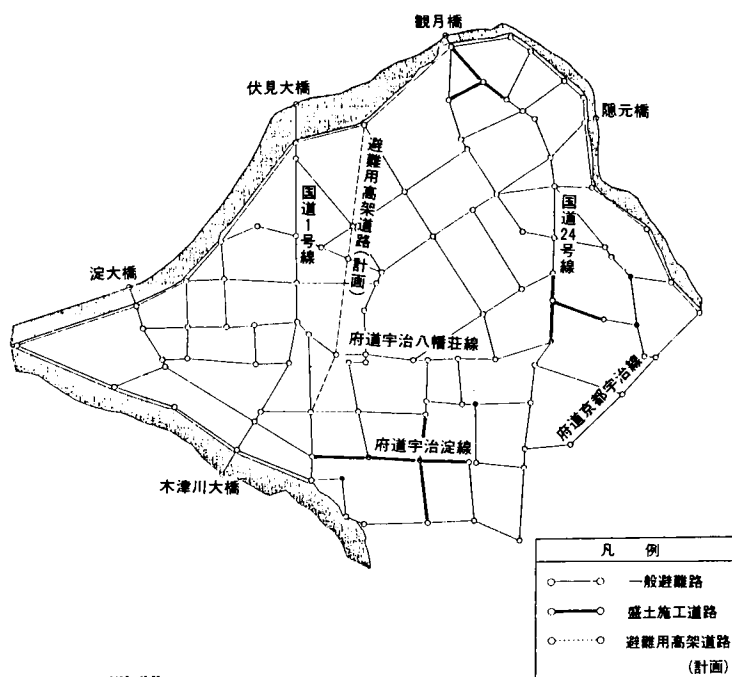 観月橋
伏見大橋
隠元橋
避難用高架道路(計画)
国道1号線
国道24号線
淀大橋
府道宇治八幡荘線
府道京都宇治線
府道宇治淀線
木津川大橋
凡例
一般避難路
盛土施工道路
避難用高架道路
(計画)